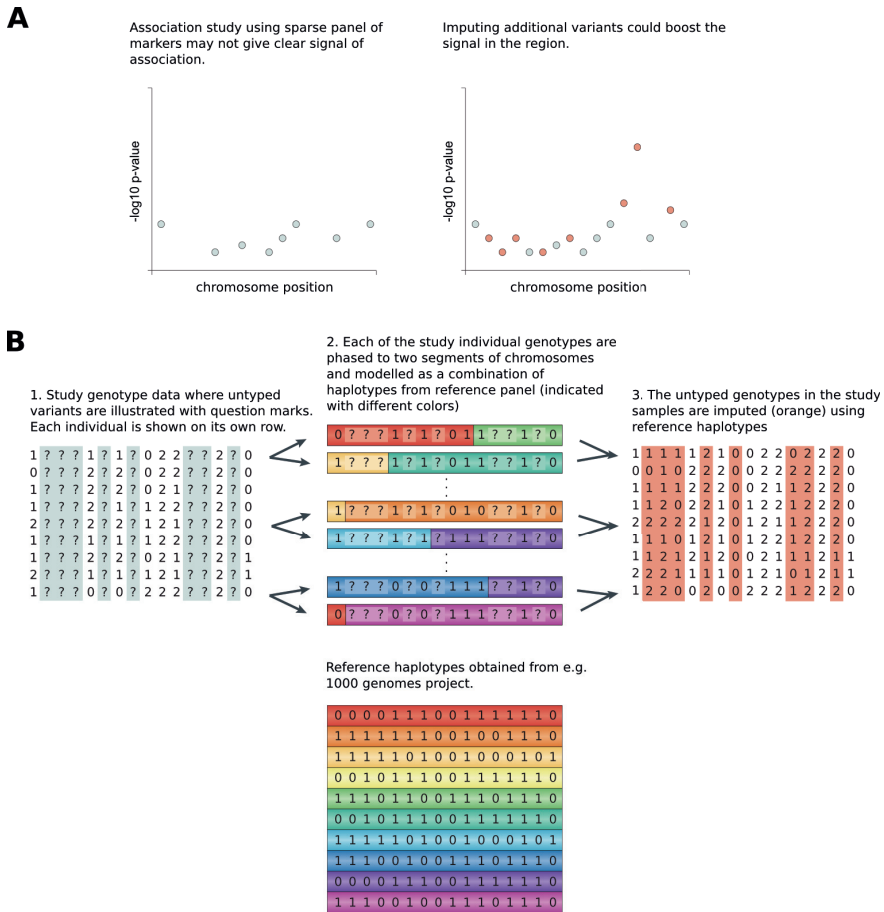 A
Association study using sparse panel of
markers may not give clear signal of
association.
-log10 p-value
chromosome position
Imputing additional variants could boost the
signal in the region.
-log10 p-value
chromosome position
B
1. Study genotype data where untyped
variants are illustrated with question marks.
Each individual is shown on its own row.
1 ? ? ? 1 ? 1 ? 0 2 2 ? ? 2 ? 0
0 ? ? ? 2 ? 2 ? 0 2 2 ? ? 2 ? 0
1 ? ? ? 2 ? 2 ? 0 2 1 ? ? 2 ? 0
1 ? ? ? 2 ? 1 ? 1 2 2 ? ? 2 ? 0
2 ? ? ? 2 ? 2 ? 1 2 1 ? ? 2 ? 0
1 ? ? ? 1 ? 1 ? 1 2 2 ? ? 2 ? 0
1 ? ? ? 2 ? 2 ? 0 2 1 ? ? 2 ? 1
2 ? ? ? 1 ? 1 ? 1 2 1 ? ? 2 ? 1
1 ? ? ? 0 ? 0 ? 2 2 2 ? ? 2 ? 0
2. Each of the study individual genotypes are
phased to two segments of chromosomes
and modelled as a combination of
haplotypes from reference panel (indicated
with different colors)
0 ? ? ? 1 ? 1 ? 0 1 1 ? ? 1 ? 0
1 ? ? ? 1 ? 1 ? 0 1 1 ? ? 1 ? 0
1 ? ? ? 1 ? 1 ? 0 1 0 ? ? 1 ? 0
1 ? ? ? 1 ? 1 ? 1 1 1 ? ? 1 ? 0
1 ? ? ? 0 ? 0 ? 1 1 1 ? ? 1 ? 0
0 ? ? ? 0 ? 0 ? 1 1 1 ? ? 1 ? 0
3. The untyped genotypes in the study
samples are imputed (orange) using
reference haplotypes
1 1 1 1 1 2 1 0 0 2 2 0 2 2 2 0
0 0 1 0 2 2 2 0 0 2 2 1 2 2 2 0
1 1 1 1 2 2 2 0 0 2 1 1 2 2 2 0
1 1 2 0 2 2 1 0 1 2 2 1 2 2 2 0
2 2 2 2 2 1 2 0 1 2 1 1 2 2 2 0
1 1 1 0 1 2 1 0 1 2 2 1 2 2 2 0
1 1 2 1 2 1 2 0 0 2 1 1 1 2 1 1
2 2 2 1 1 1 1 0 1 2 1 0 1 2 1 1
1 2 2 0 0 2 0 0 2 2 2 1 2 2 2 0
Reference haplotypes obtained from e.g.
1000 genomes project.
0 0 0 0 1 1 1 0 0 1 1 1 1 1 1 0
1 1 1 1 1 1 1 0 0 1 0 0 1 1 1 0
1 1 1 1 1 0 1 0 0 1 0 0 0 1 0 1
0 0 1 0 1 1 1 0 0 1 1 1 0 1 1 0
1 1 1 0 1 1 0 0 1 1 1 0 1 1 1 0
0 0 1 0 1 1 1 0 0 1 1 1 1 1 1 0
1 1 1 1 1 0 1 0 0 1 0 0 0 1 0 1
1 1 1 0 0 1 0 0 1 1 1 0 1 1 1 0
0 0 0 0 1 1 1 0 0 1 1 1 1 1 1 0
1 1 1 0 0 1 0 0 1 1 1 0 1 1 1 0